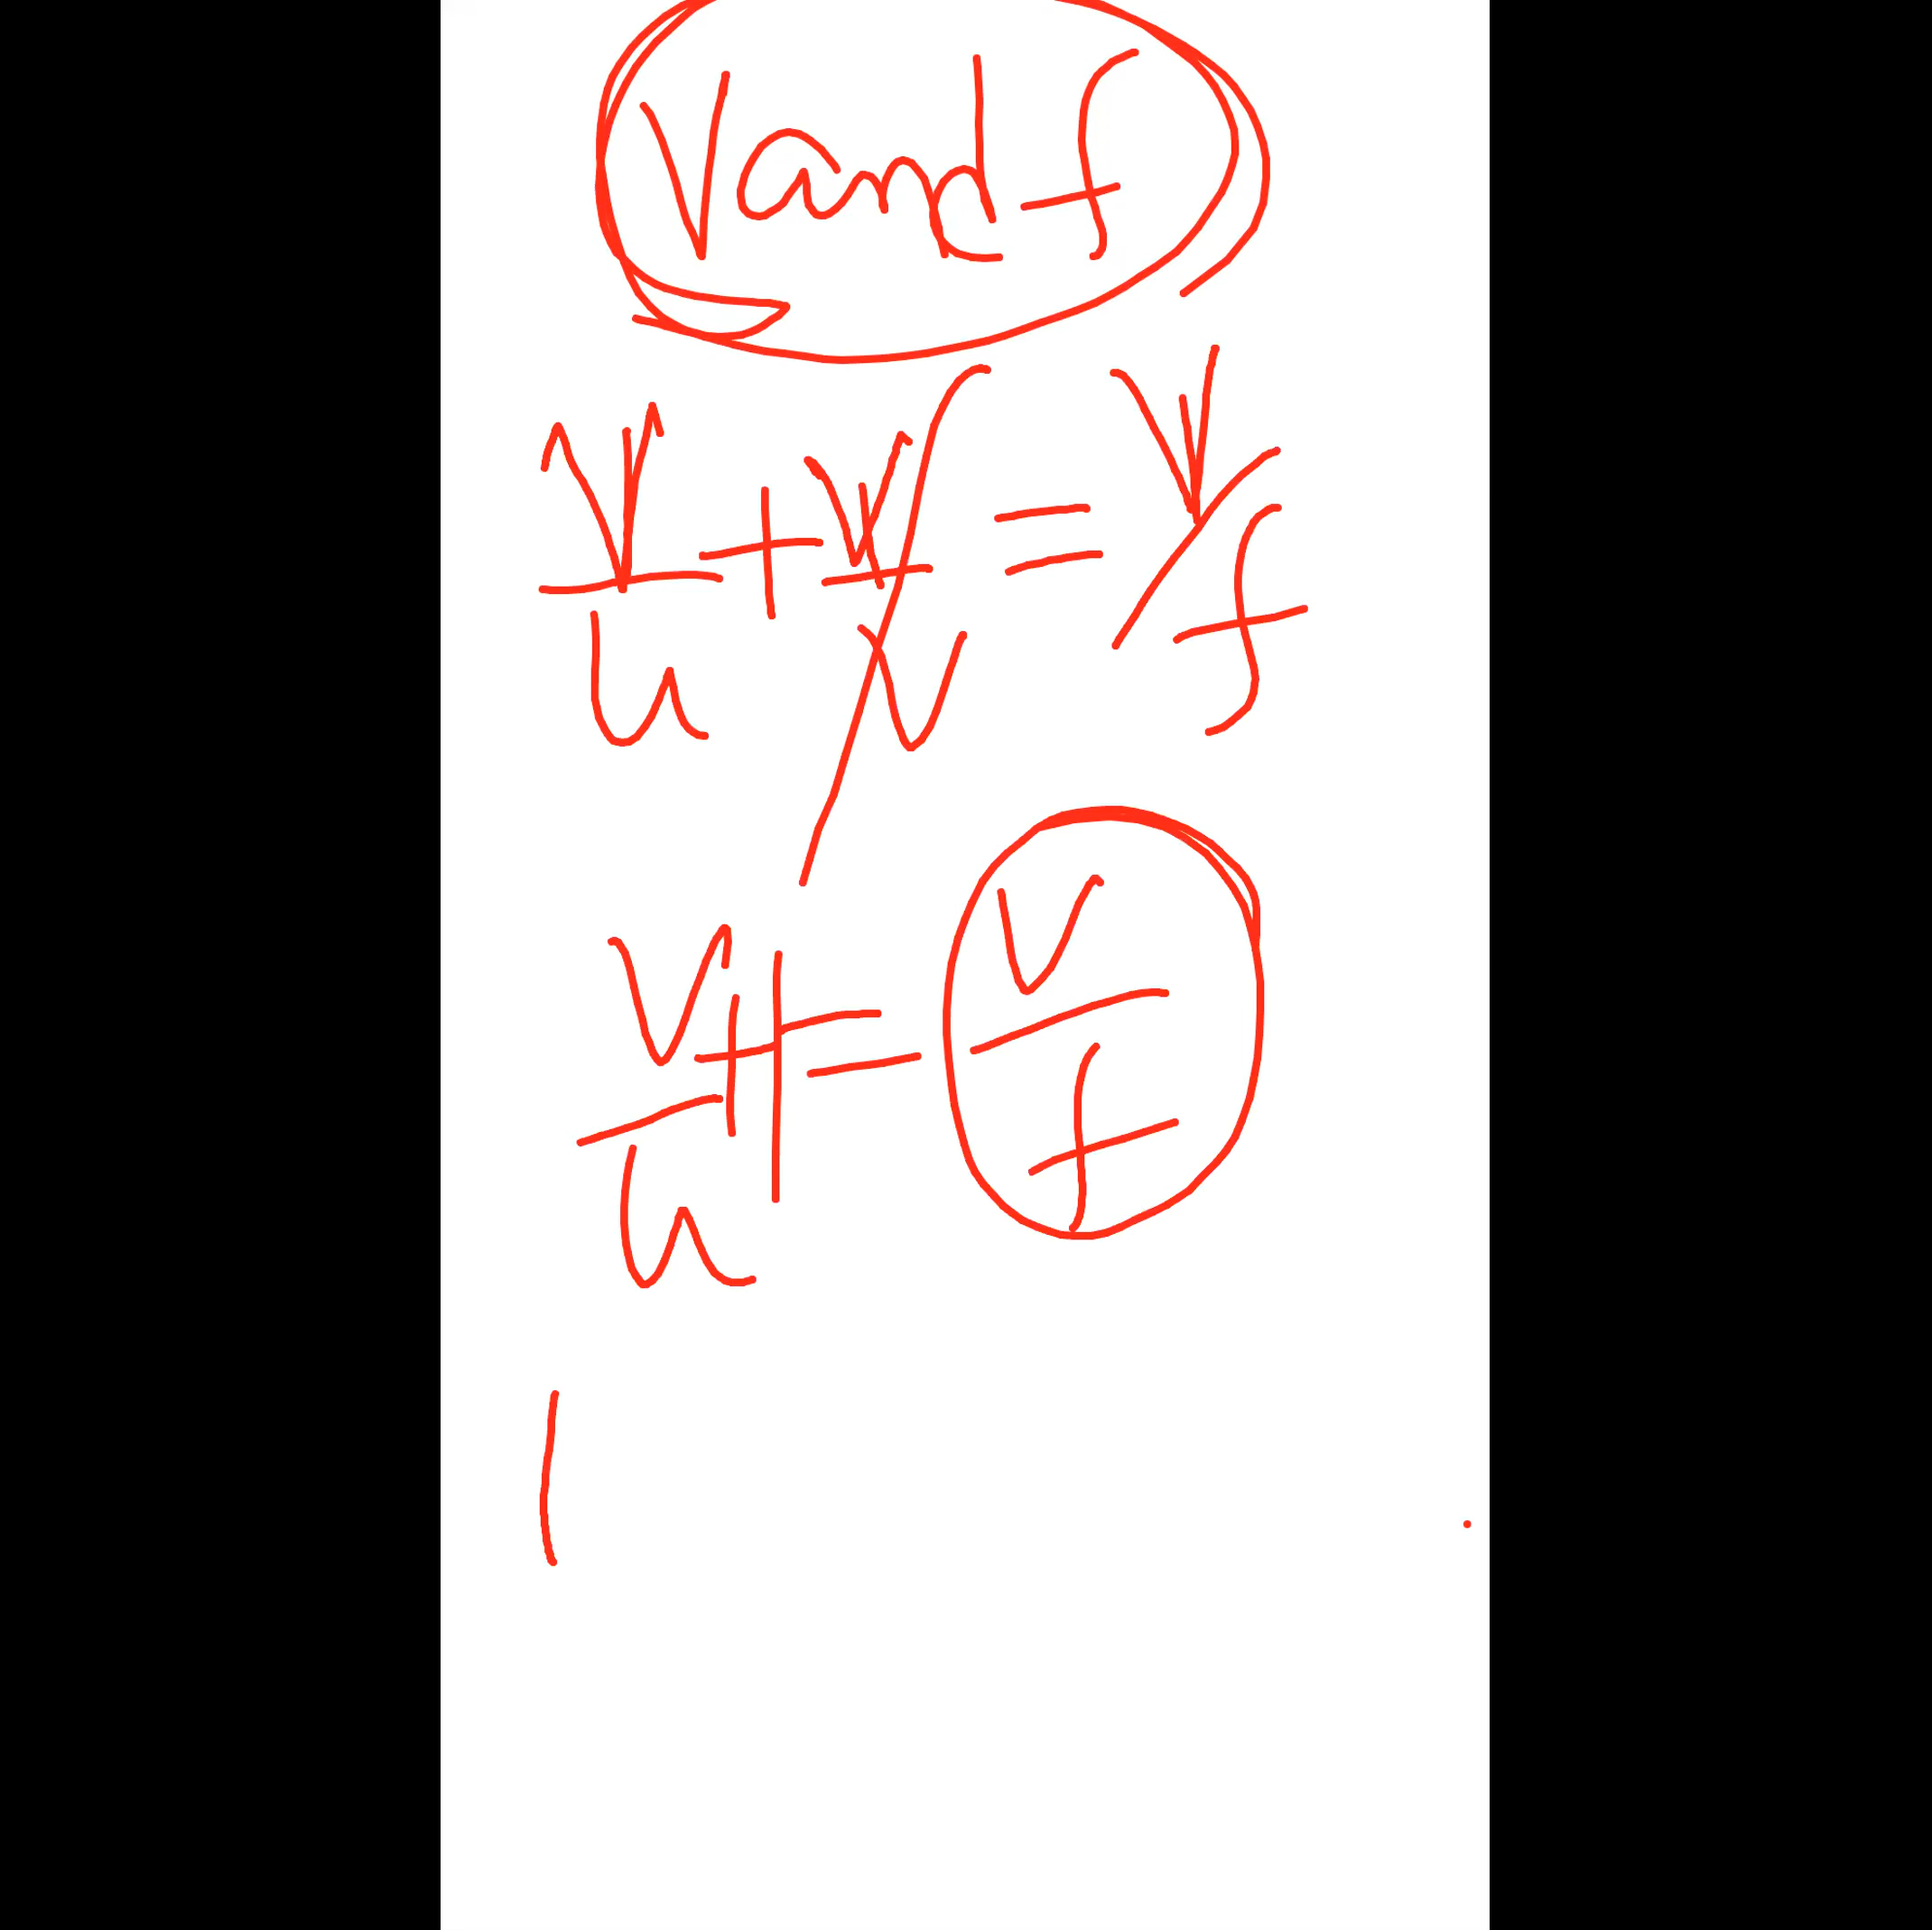 V and f
V/u + V/V = V/f
V/u + 1 = V/f